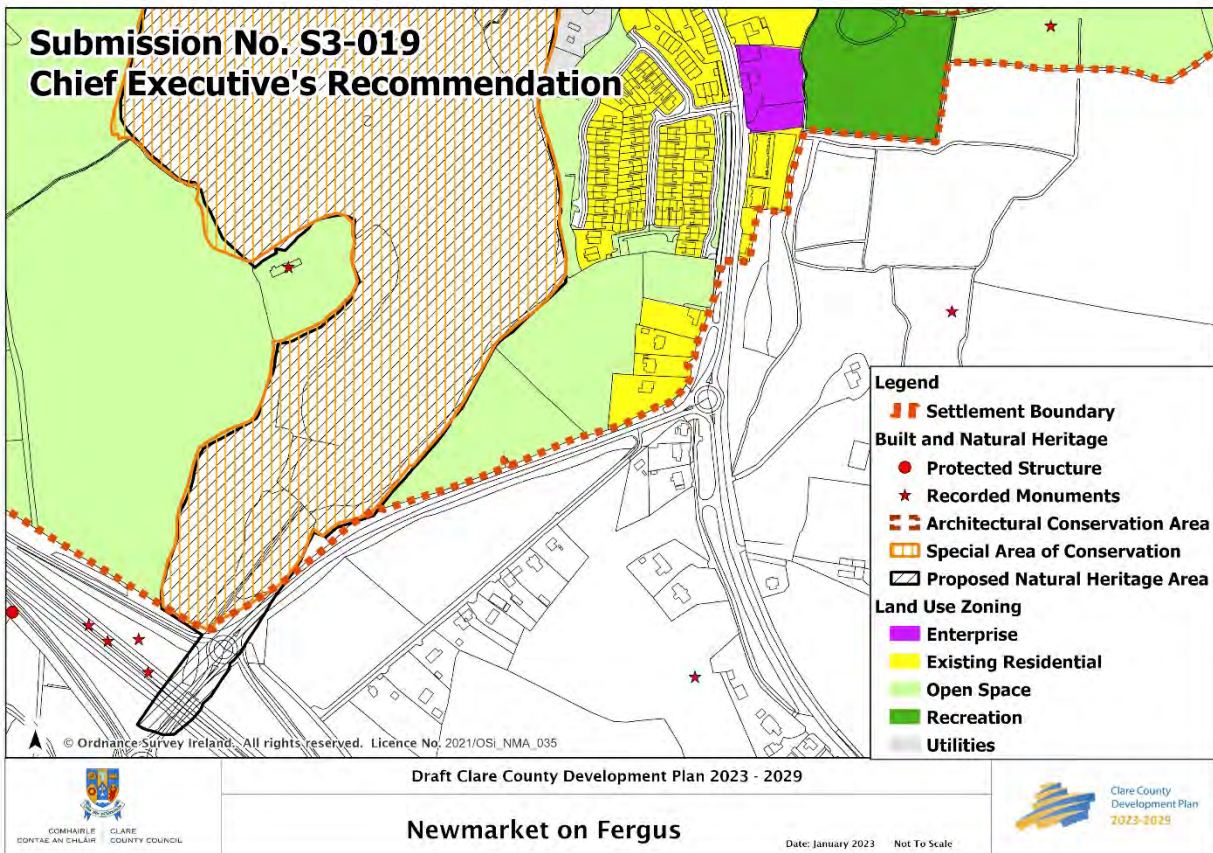 Submission No. S3-019
Chief Executive's Recommendation
Legend
Settlement Boundary
Built and Natural Heritage
Protected Structure
Recorded Monuments
Architectural Conservation Area
Special Area of Conservation
Proposed Natural Heritage Area
Land Use Zoning
Enterprise
Existing Residential
Open Space
Recreation
Utilities
© Ordnance Survey Ireland. All rights reserved. Licence No. 2021/OSi_NMA_035
COMHAIRLE CONTAE AN CHLÁIR
CLARE COUNTY COUNCIL
Draft Clare County Development Plan 2023 - 2029
Newmarket on Fergus
Date: January 2023 Not To Scale
Clare County
Development Plan
2023-2029